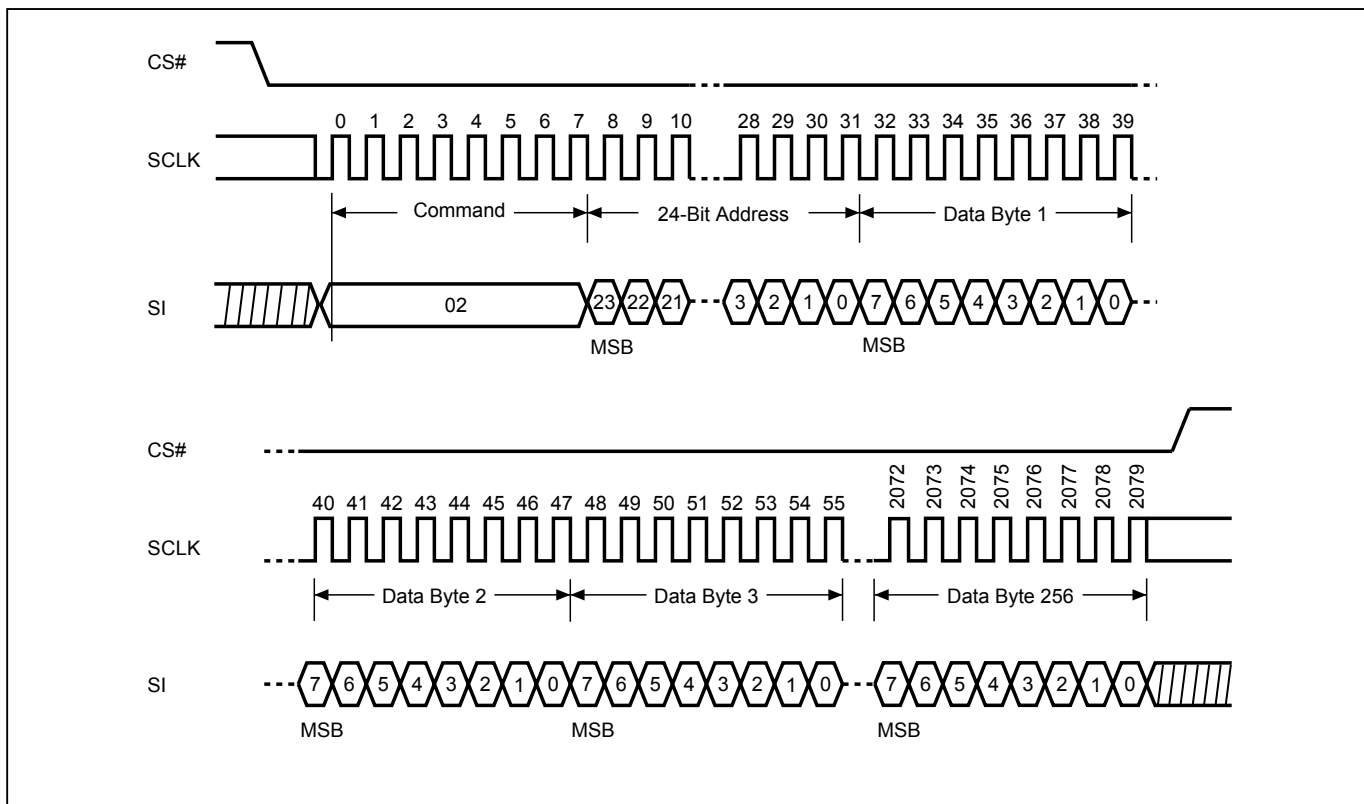 CS#
0 1 2 3 4 5 6 7 8 9 10 28 29 30 31 32 33 34 35 36 37 38 39
SCLK
Command 24-Bit Address Data Byte 1
SI 02 23 22 21 3 2 1 0 7 6 5 4 3 2 1 0
MSB MSB
CS#
40 41 42 43 44 45 46 47 48 49 50 51 52 53 54 55 2072 2073 2074 2075 2076 2077 2078 2079
SCLK
Data Byte 2 Data Byte 3 Data Byte 256
SI 7 6 5 4 3 2 1 0 7 6 5 4 3 2 1 0 7 6 5 4 3 2 1 0
MSB MSB MSB